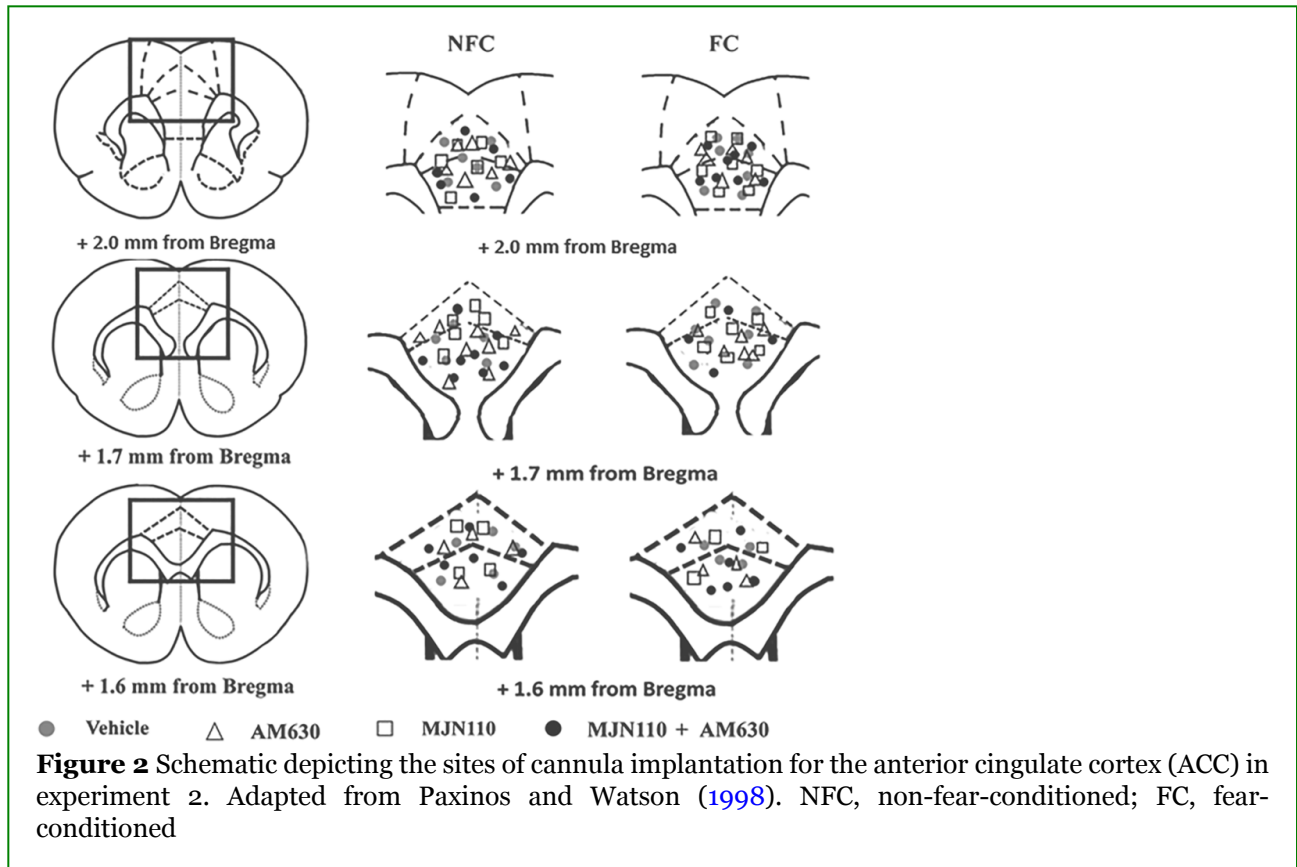 NFC FC
+ 2.0 mm from Bregma + 2.0 mm from Bregma
+ 1.7 mm from Bregma + 1.7 mm from Bregma
+ 1.6 mm from Bregma + 1.6 mm from Bregma
Vehicle AM630 MJN110 MJN110 + AM630
Figure 2 Schematic depicting the sites of cannula implantation for the anterior cingulate cortex (ACC) in
experiment 2. Adapted from Paxinos and Watson (1998). NFC, non-fear-conditioned; FC, fear-
conditioned